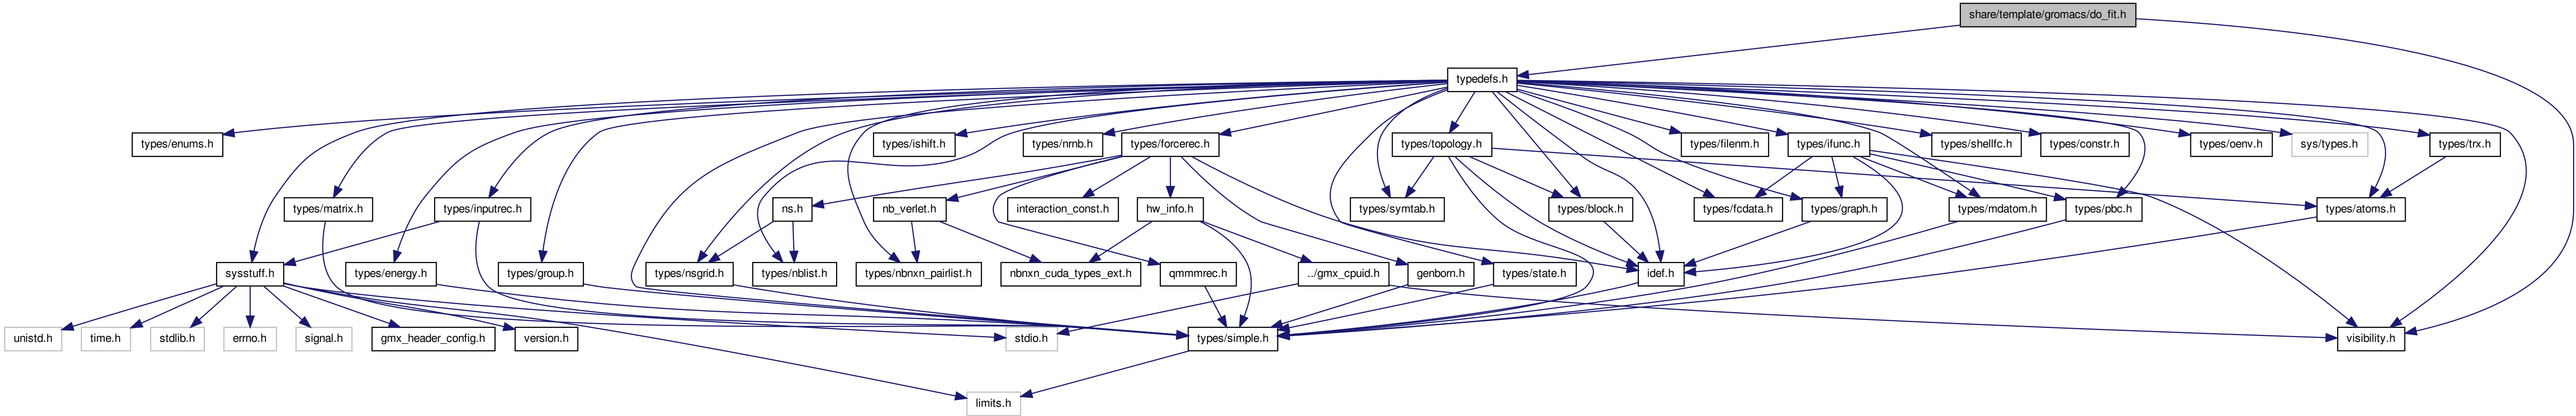 share/template/gromacs/do_fit.h
typedefs.h
types/enums.h
types/ishift.h
types/nrnb.h
types/forcerec.h
types/topology.h
types/filenm.h
types/ifunc.h
types/shellfc.h
types/constr.h
types/oenv.h
sys/types.h
types/trx.h
types/matrix.h
types/inputrec.h
ns.h
nb_verlet.h
interaction_const.h
hw_info.h
types/symtab.h
types/block.h
types/fcdata.h
types/graph.h
types/mdatom.h
types/pbc.h
types/atoms.h
sysstuff.h
types/energy.h
types/group.h
types/nsgrid.h
types/nblist.h
types/nbnxn_pairlist.h
nbnxn_cuda_types_ext.h
qmmmrec.h
../gmx_cpuid.h
genborn.h
types/state.h
idef.h
unistd.h
time.h
stdlib.h
errno.h
signal.h
gmx_header_config.h
version.h
stdio.h
types/simple.h
visibility.h
limits.h